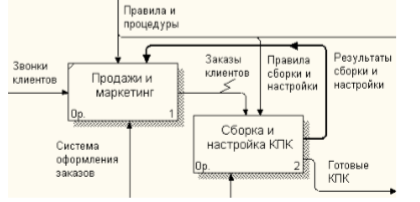 Правила и
процедуры
Звонки
клиентов
Продажи и
маркетинг
0р.
1
Заказы
клиентов
Правила
сборки и
настройки
Результаты
сборки и
настройки
Система
оформления
заказов
Сборка и
настройка КПК
0р.
2
Готовые
КПК